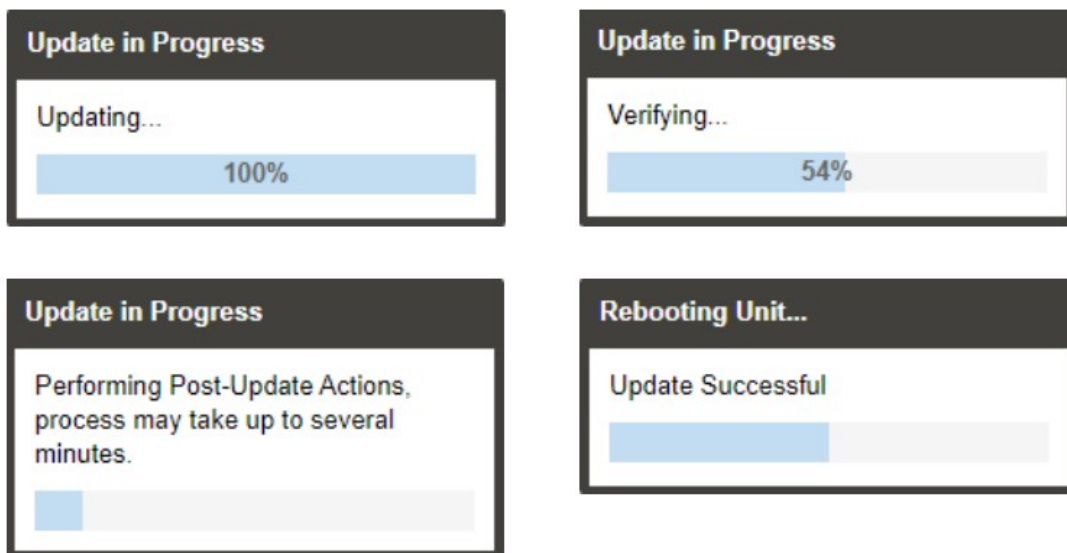 Update in Progress
Updating...
100%
Update in Progress
Verifying...
54%
Update in Progress
Performing Post-Update Actions,
process may take up to several
minutes.
Rebooting Unit...
Update Successful